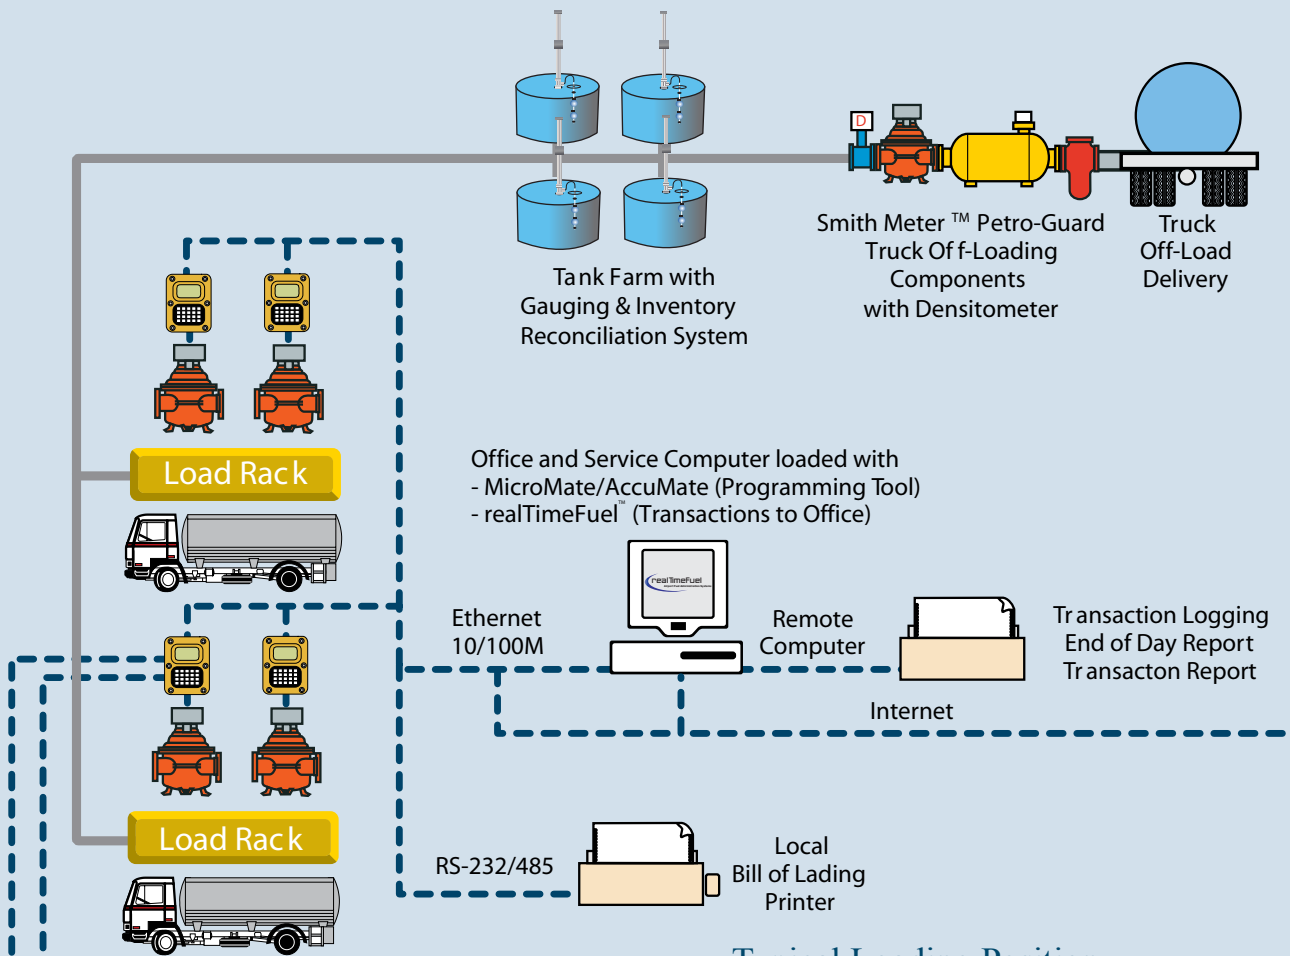 D
Smith Meter ™ Petro-Guard
Truck Off-Loading
Components
with Densitometer
Truck
Off-Load
Delivery
Tank Farm with
Gauging & Inventory
Reconciliation System
Load Rack
Office and Service Computer loaded with
- MicroMate/AccuMate (Programming Tool)
- realTimeFuel™ (Transactions to Office)
realTimeFuel
Ethernet
10/100M
Remote
Computer
Transaction Logging
End of Day Report
Transacton Report
Internet
Load Rack
RS-232/485
Local
Bill of Lading
Printer
Typical Loading Position